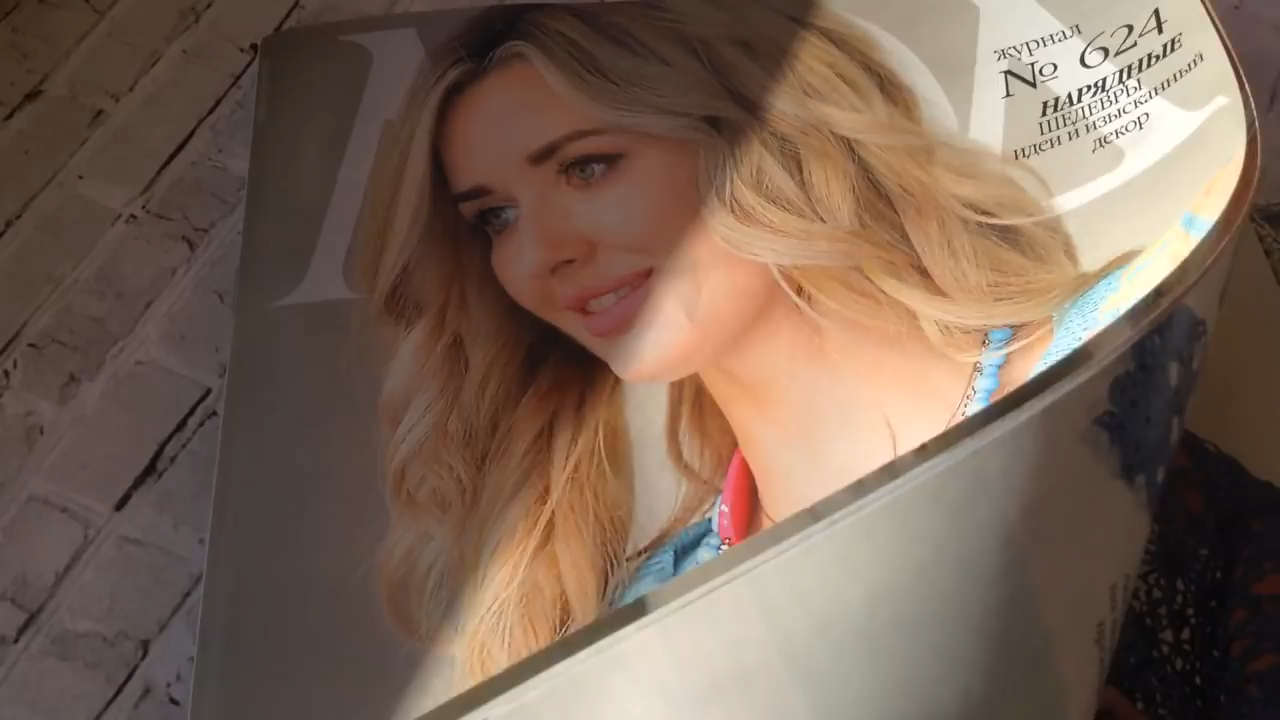 журнал
№ 624
НАРЯДНЫЕ
ШЕДЕВРЫ
идеи и изысканный
декор